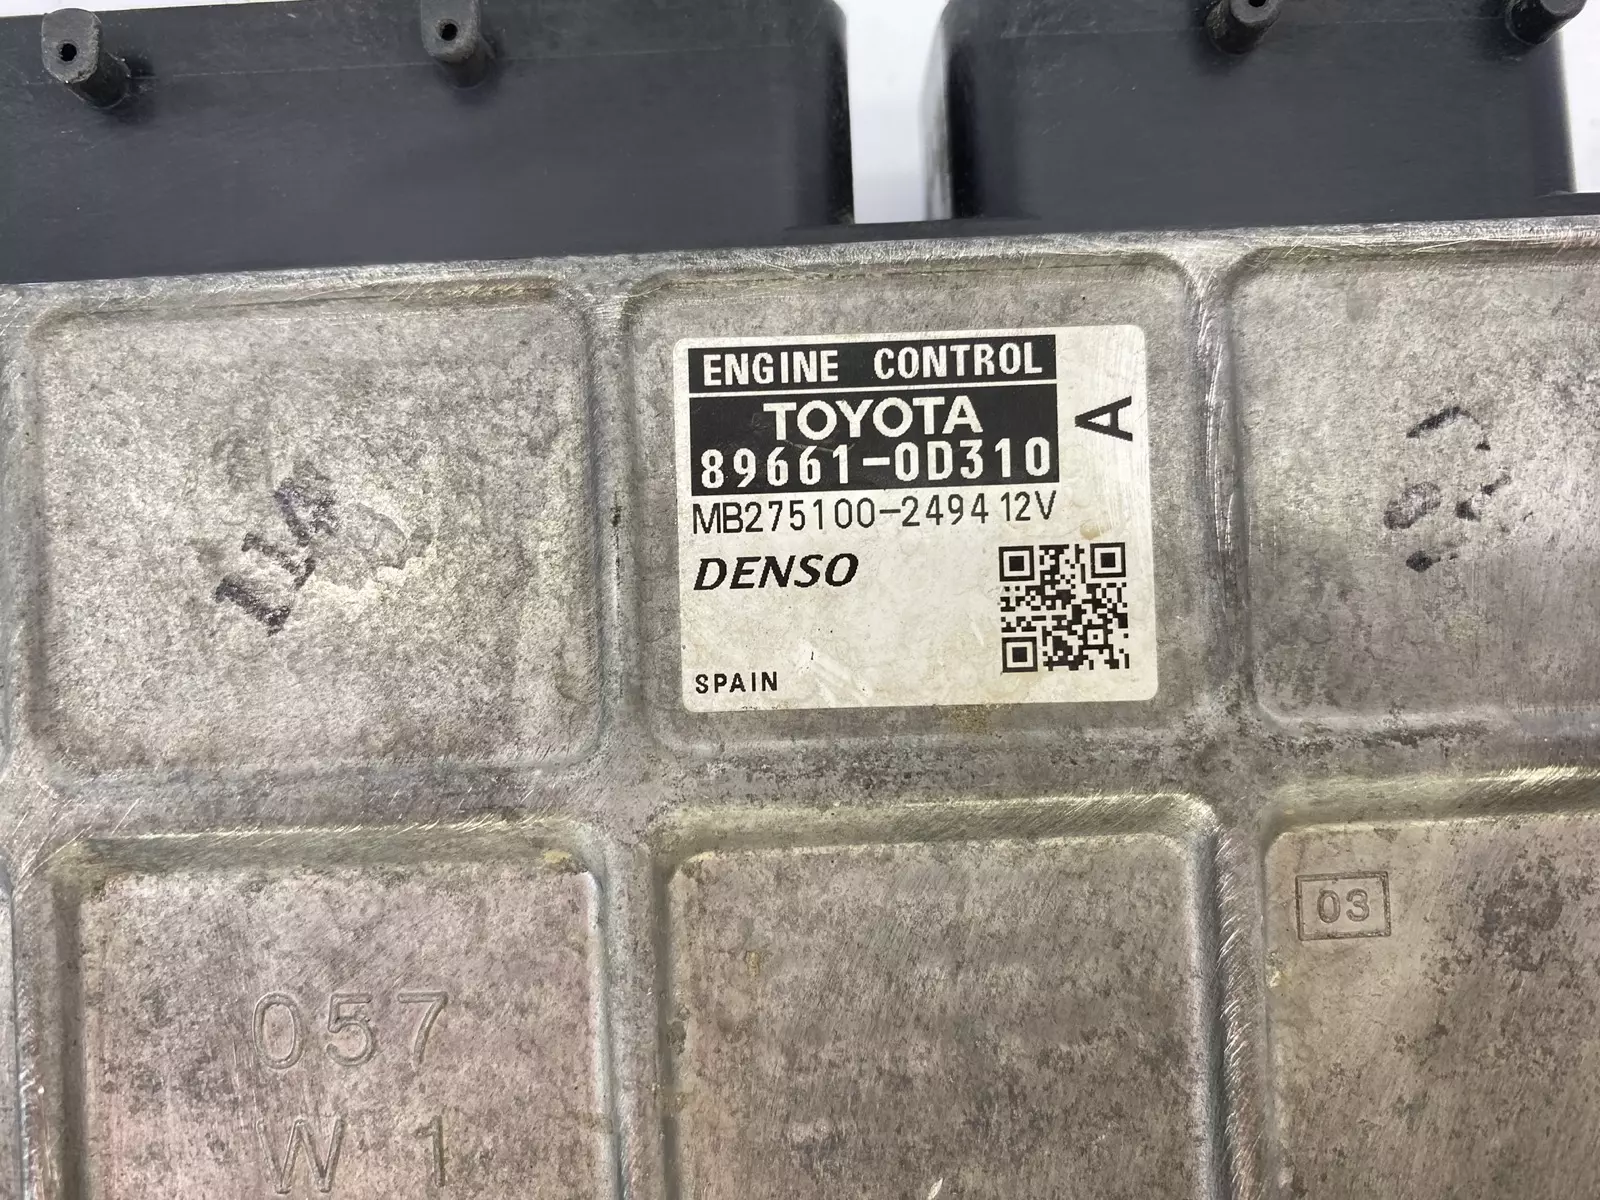 ENGINE CONTROL
TOYOTA
89661-0D310
A
MB275100-2494 12V
DENSO
SPAIN
03
057
W 1